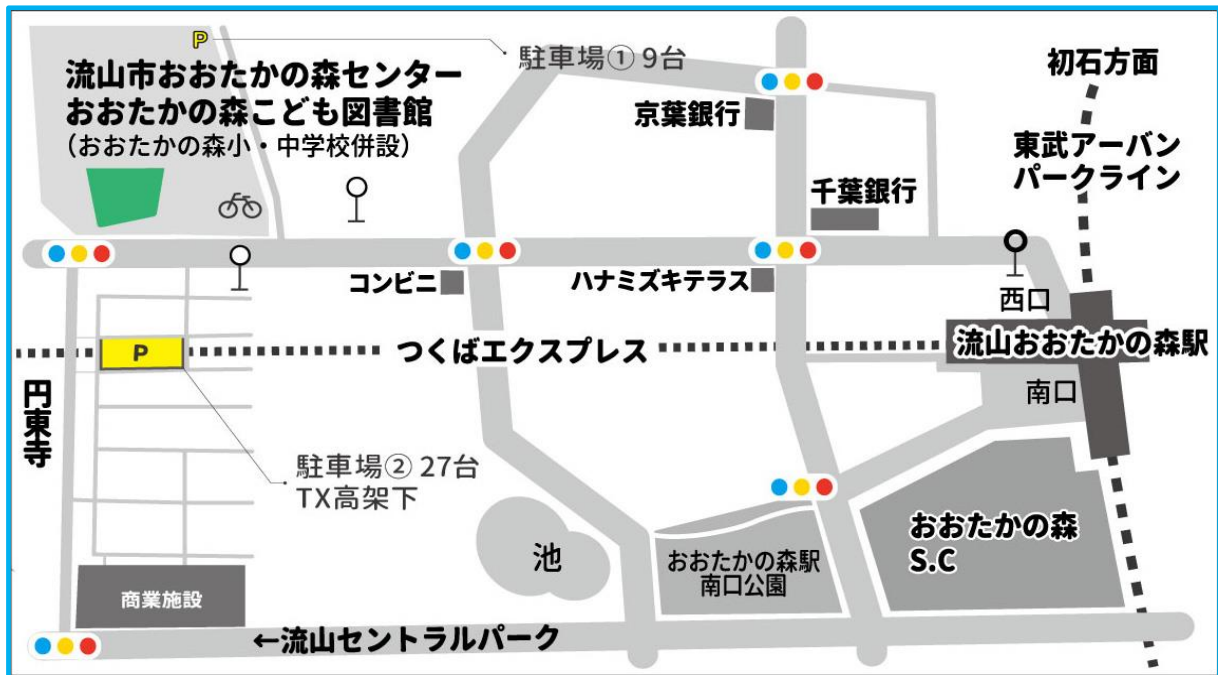 P
駐車場① 9台
流山市おおたかの森センター
おおたかの森こども図書館
（おおたかの森小・中学校併設）
京葉銀行
千葉銀行
初石方面
東武アーバン
パークライン
コンビニ
ハナミズキテラス
西口
P
つくばエクスプレス
流山おおたかの森駅
南口
円東寺
駐車場② 27台
TX高架下
池
おおたかの森駅
南口公園
おおたかの森
S.C
商業施設
←流山セントラルパーク